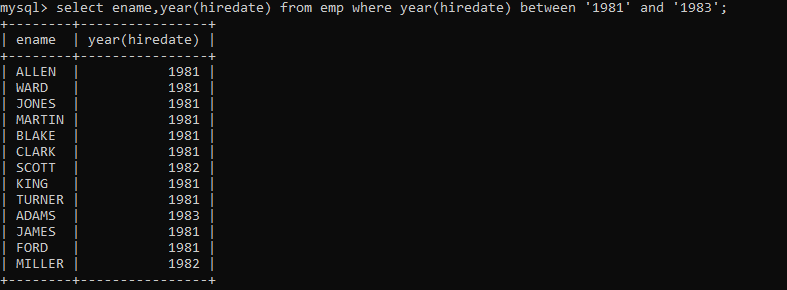 mysql> select ename,year(hiredate) from emp where year(hiredate) between '1981' and '1983';
+--------+----------------+
| ename  | year(hiredate) |
+--------+----------------+
| ALLEN  |           1981 |
| WARD   |           1981 |
| JONES  |           1981 |
| MARTIN |           1981 |
| BLAKE  |           1981 |
| CLARK  |           1981 |
| SCOTT  |           1982 |
| KING   |           1981 |
| TURNER |           1981 |
| ADAMS  |           1983 |
| JAMES  |           1981 |
| FORD   |           1981 |
| MILLER |           1982 |
+--------+----------------+